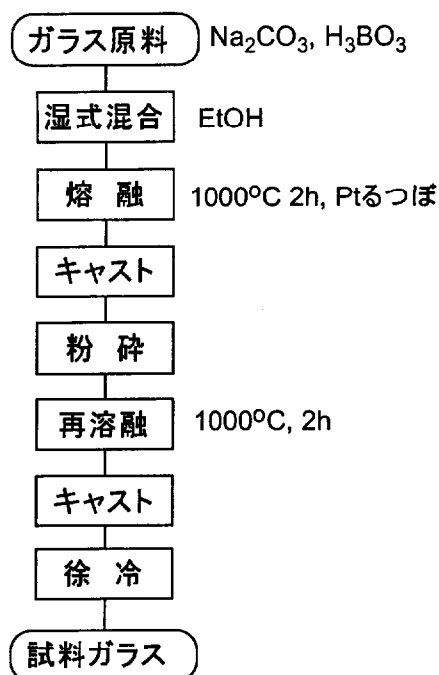 ガラス原料 Na₂CO₃, H₃BO₃
湿式混合 EtOH
熔 融 1000ºC 2h, Ptるつぼ
キャスト
粉 砕
再溶融 1000ºC, 2h
キャスト
徐 冷
試料ガラス